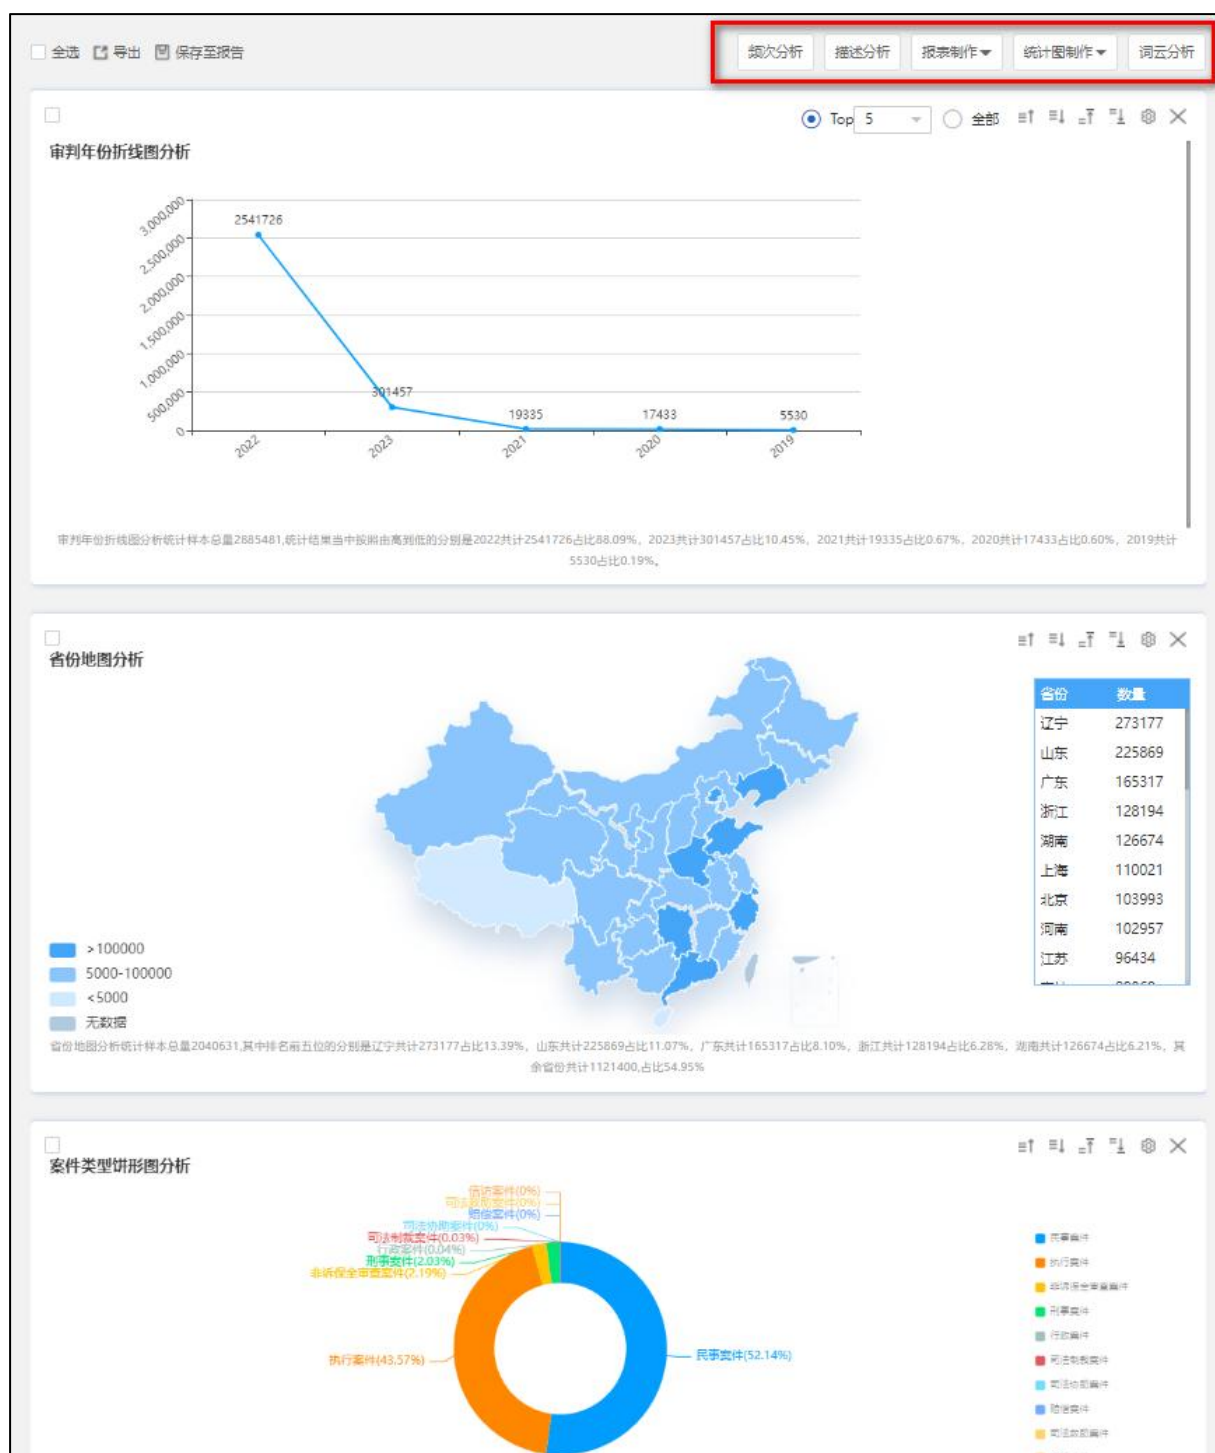 全选 导出 保存至报告 频次分析 描述分析 报表制作 统计图制作 词云分析
Top 5 全部
审判年份折线图分析
3,000,000
2,500,000
2,000,000
1,500,000
1,000,000
500,000
0
2541726
301457
19335
17433
5530
2022 2023 2021 2020 2019
审判年份折线图分析统计样本总量2885481,统计结果当中按照由高到低的分别是2022共计2541726占比88.09%、2023共计301457占比10.45%、2021共计19335占比0.67%、2020共计17433占比0.60%、2019共计
5530占比0.19%。
省份地图分析
省份 数量
辽宁 273177
山东 225869
广东 165317
浙江 128194
湖南 126674
上海 110021
北京 103993
河南 102957
江苏 96434
>100000
5000-100000
<5000
无数据
省份地图分析统计样本总量2040631,其中排名前五位的分别是辽宁共计273177占比13.39%、山东共计225869占比11.07%、广东共计165317占比8.10%、浙江共计128194占比6.28%、湖南共计126674占比6.21%、其
余省份共计1121400,占比54.95%
案件类型饼形图分析
信访案件(0%)
司法救助案件(0%)
赔偿案件(0%)
司法协助案件(0%)
司法制裁案件(0.03%)
行政案件(0.04%)
刑事案件(2.03%)
非诉保全审查案件(2.19%)
执行案件(43.57%)
民事案件(52.14%)
民事案件
执行案件
非诉保全审查案件
刑事案件
行政案件
司法制裁案件
司法协助案件
赔偿案件
司法救助案件